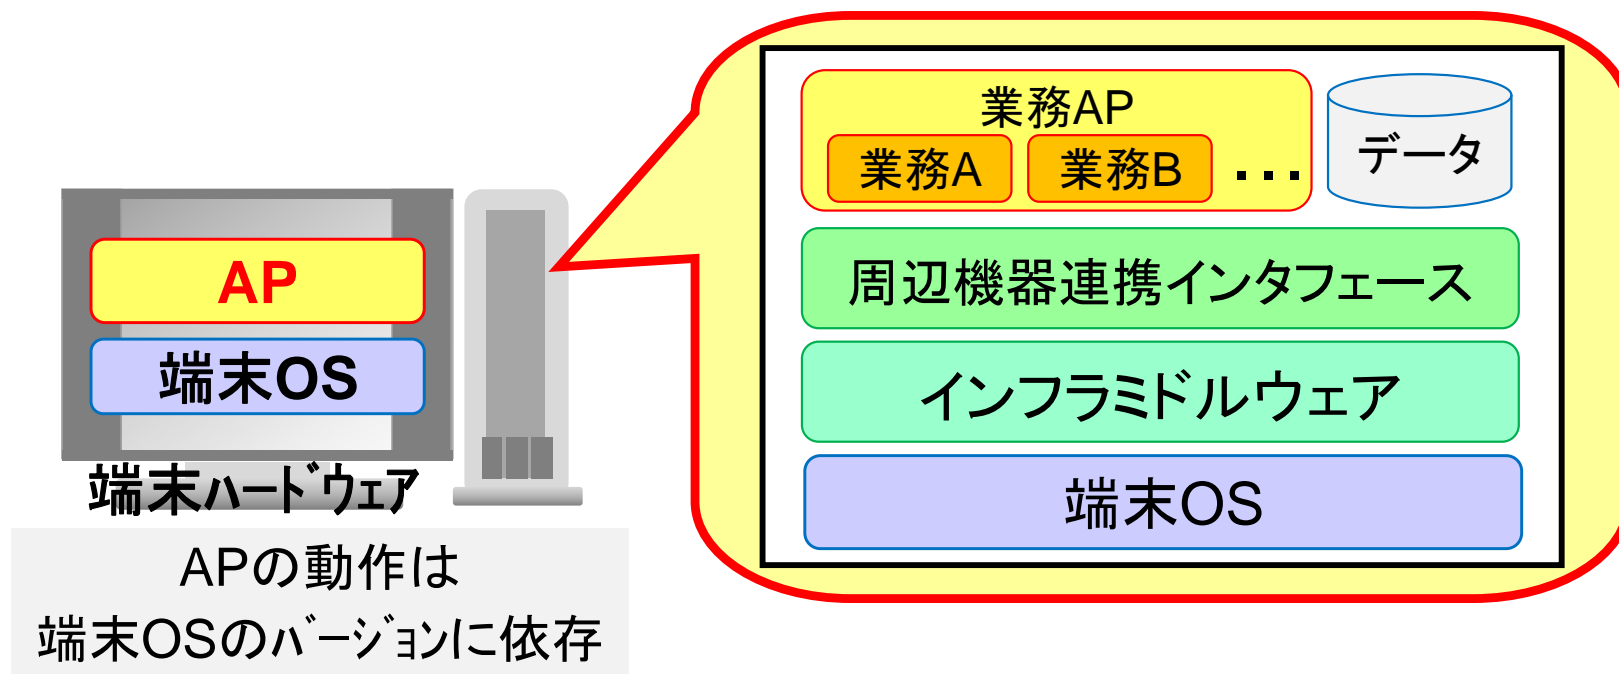 AP
端末OS
端末ﾊｰﾄﾞｳｪｱ
APの動作は
端末OSのﾊﾞｰｼﾞｮﾝに依存
業務AP
業務A
業務B
・・・
データ
周辺機器連携インタフェース
インフラミドルウェア
端末OS